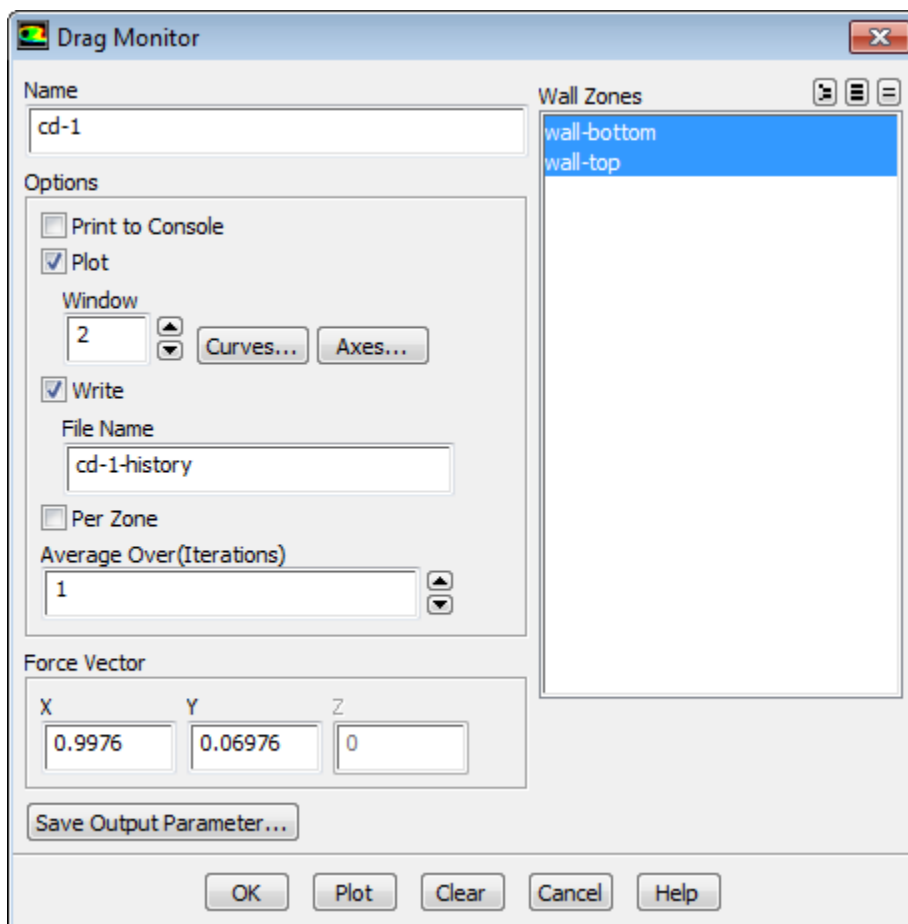 Drag Monitor
Name
cd-1
Options
Print to Console
Plot
Window
2
Curves...
Axes...
Write
File Name
cd-1-history
Per Zone
Average Over(Iterations)
1
Force Vector
X Y Z
0.9976 0.06976 0
Save Output Parameter...
Wall Zones
wall-bottom
wall-top
OK Plot Clear Cancel Help